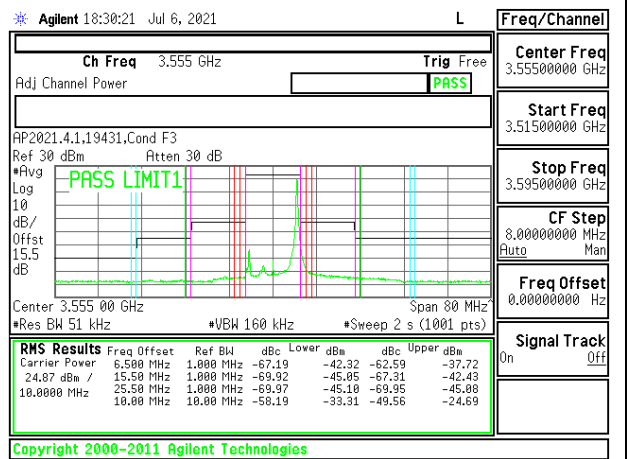 Agilent 18:30:21 Jul 6, 2021 L
Freq/Channel
Ch Freq 3.555 GHz Trig Free
Adj Channel Power PASS
AP2021.4.1,19431,Cond F3
Ref 30 dBm Atten 30 dB
#Avg
Log
10
dB/
Offst
15.5
dB
PASS LIMIT1
Center 3.555 00 GHz Span 80 MHz^
#Res BW 51 kHz #VBW 160 kHz #Sweep 2 s (1001 pts)
RMS Results Freq Offset Ref BW dBc Lower dBm dBc Upper dBm
Carrier Power 6.500 MHz 1.000 MHz -67.19 -42.32 -62.59 -37.72
24.87 dBm / 15.50 MHz 1.000 MHz -69.92 -45.05 -67.31 -42.43
10.0000 MHz 25.50 MHz 1.000 MHz -69.97 -45.10 -69.95 -45.08
10.00 MHz 10.00 MHz -58.19 -33.31 -49.56 -24.69
Copyright 2000-2011 Agilent Technologies
Center Freq
3.55500000 GHz
Start Freq
3.51500000 GHz
Stop Freq
3.59500000 GHz
CF Step
8.00000000 MHz
Auto Man
Freq Offset
0.00000000 Hz
Signal Track
On Off